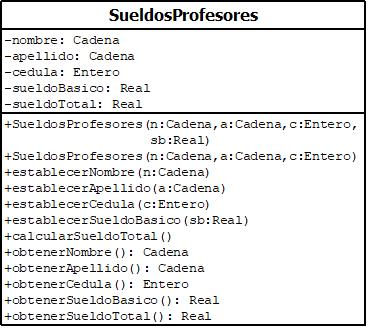 SueldosProfesores
-nombre: Cadena
-apellido: Cadena
-cedula: Entero
-sueldoBasico: Real
-sueldoTotal: Real
+SueldosProfesores(n:Cadena,a:Cadena,c:Entero,
sb:Real)
+SueldosProfesores(n:Cadena,a:Cadena,c:Entero)
+establecerNombre(n:Cadena)
+establecerApellido(a:Cadena)
+establecerCedula(c:Entero)
+establecerSueldoBasico(sb:Real)
+calcularSueldoTotal()
+obtenerNombre(): Cadena
+obtenerApellido(): Cadena
+obtenerCedula(): Entero
+obtenerSueldoBasico(): Real
+obtenerSueldoTotal(): Real